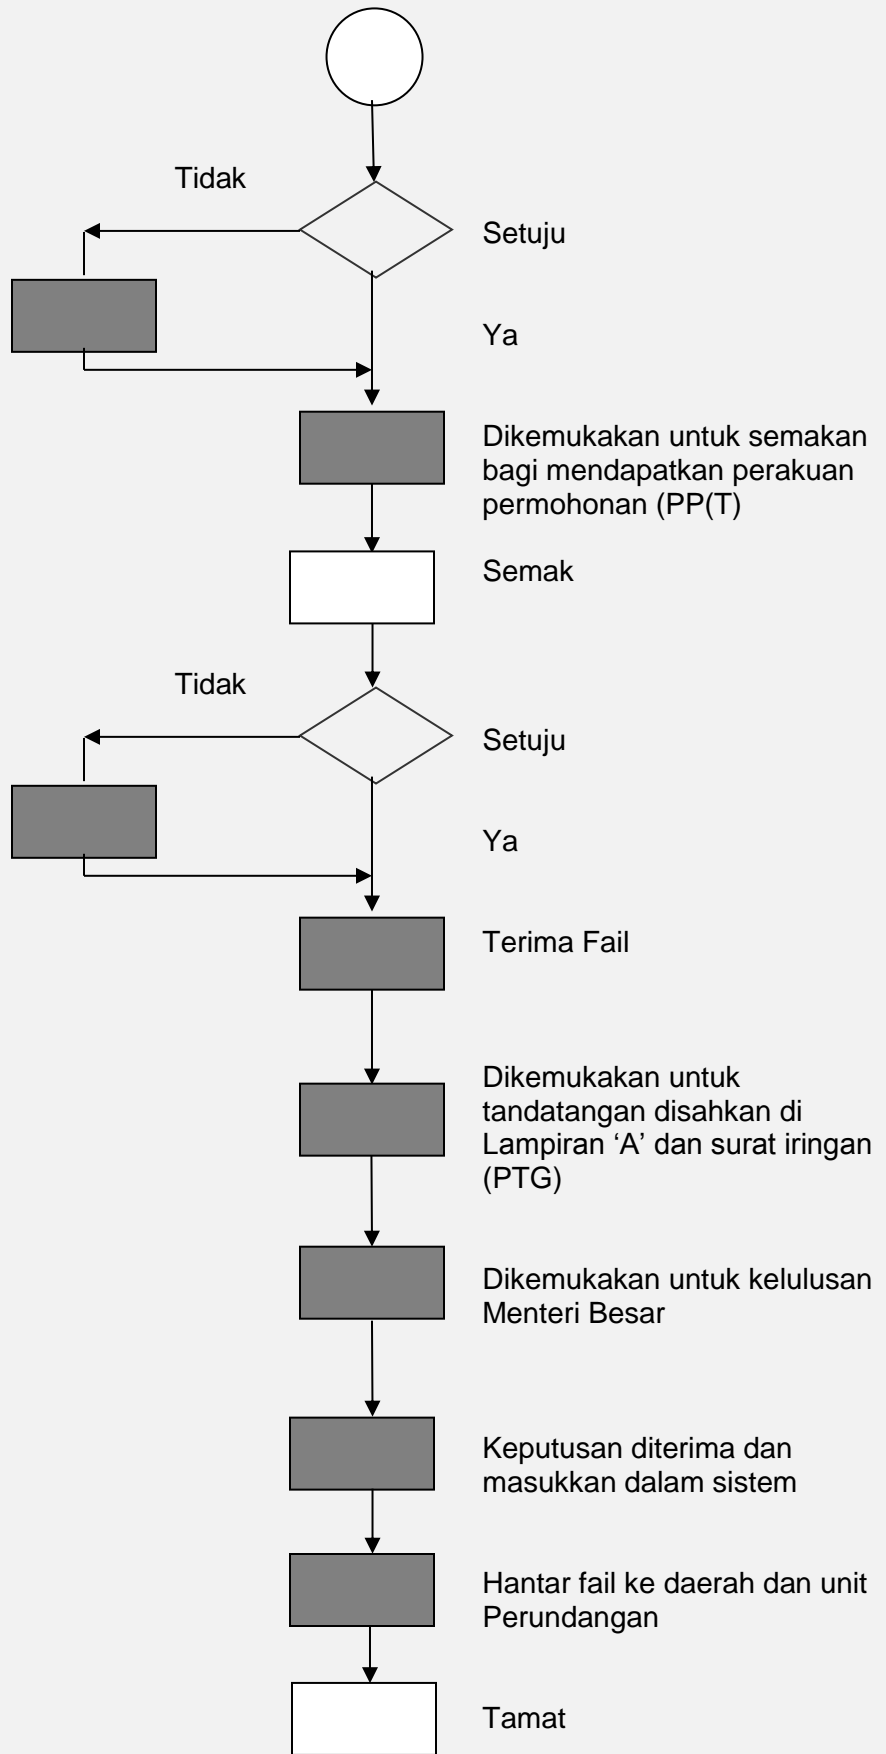 Tidak
Setuju
Ya
Dikemukakan untuk semakan
bagi mendapatkan perakuan
permohonan (PP(T)
Semak
Tidak
Setuju
Ya
Terima Fail
Dikemukakan untuk
tandatangan disahkan di
Lampiran ‘A’ dan surat iringan
(PTG)
Dikemukakan untuk kelulusan
Menteri Besar
Keputusan diterima dan
masukkan dalam sistem
Hantar fail ke daerah dan unit
Perundangan
Tamat